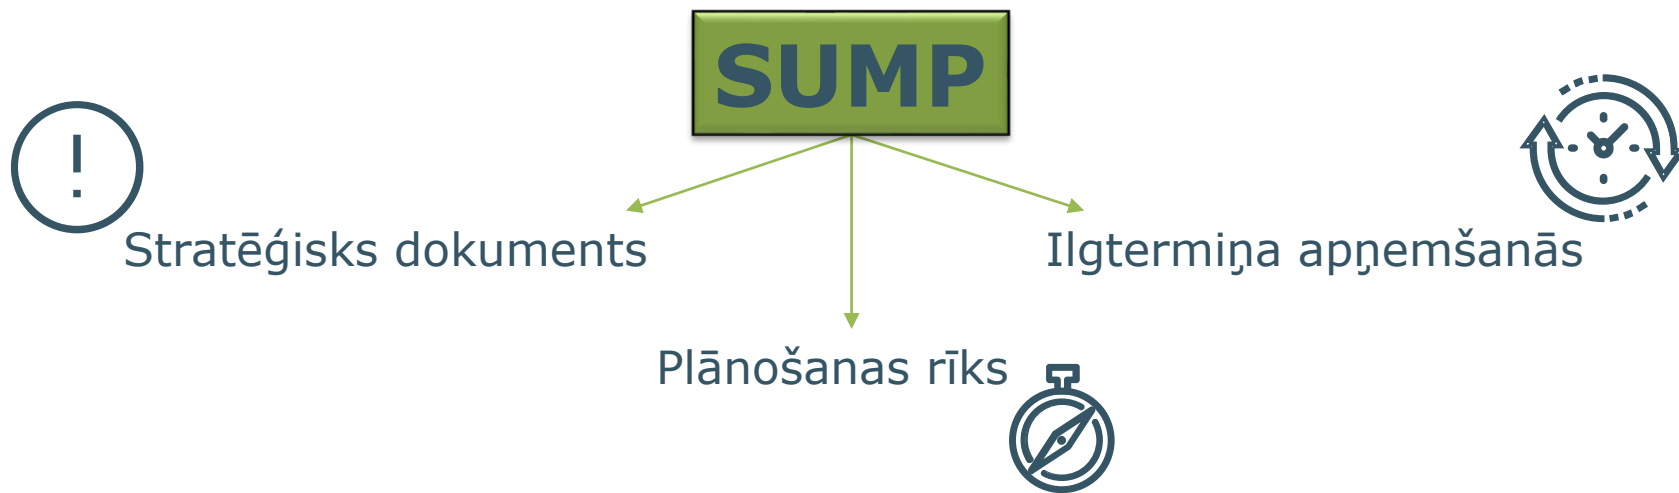 SUMP
Stratēģisks dokuments
Ilgtermiņa apņemšanās
Plānošanas rīks